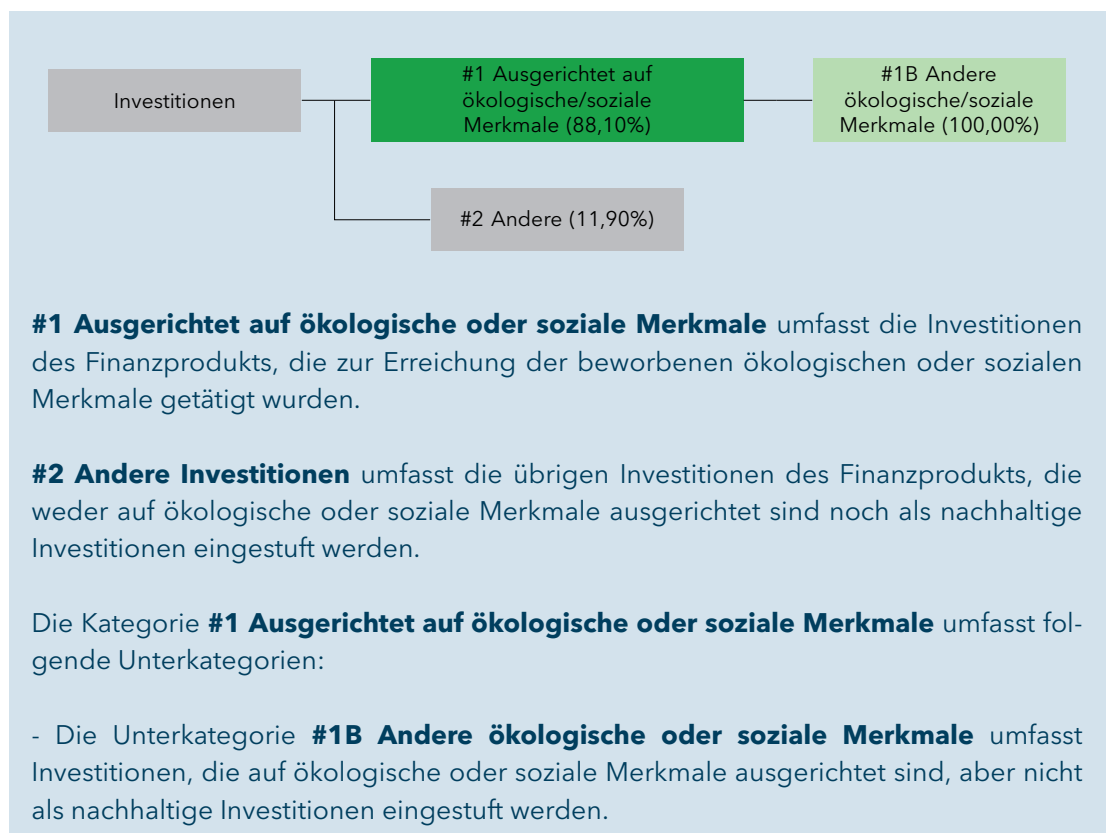 Investitionen
#1 Ausgerichtet auf
ökologische/soziale
Merkmale (88,10%)
#1B Andere
ökologische/soziale
Merkmale (100,00%)
#2 Andere (11,90%)
#1 Ausgerichtet auf ökologische oder soziale Merkmale umfasst die Investitionen
des Finanzprodukts, die zur Erreichung der beworbenen ökologischen oder sozialen
Merkmale getätigt wurden.
#2 Andere Investitionen umfasst die übrigen Investitionen des Finanzprodukts, die
weder auf ökologische oder soziale Merkmale ausgerichtet sind noch als nachhaltige
Investitionen eingestuft werden.
Die Kategorie #1 Ausgerichtet auf ökologische oder soziale Merkmale umfasst fol-
gende Unterkategorien:
- Die Unterkategorie #1B Andere ökologische oder soziale Merkmale umfasst
Investitionen, die auf ökologische oder soziale Merkmale ausgerichtet sind, aber nicht
als nachhaltige Investitionen eingestuft werden.